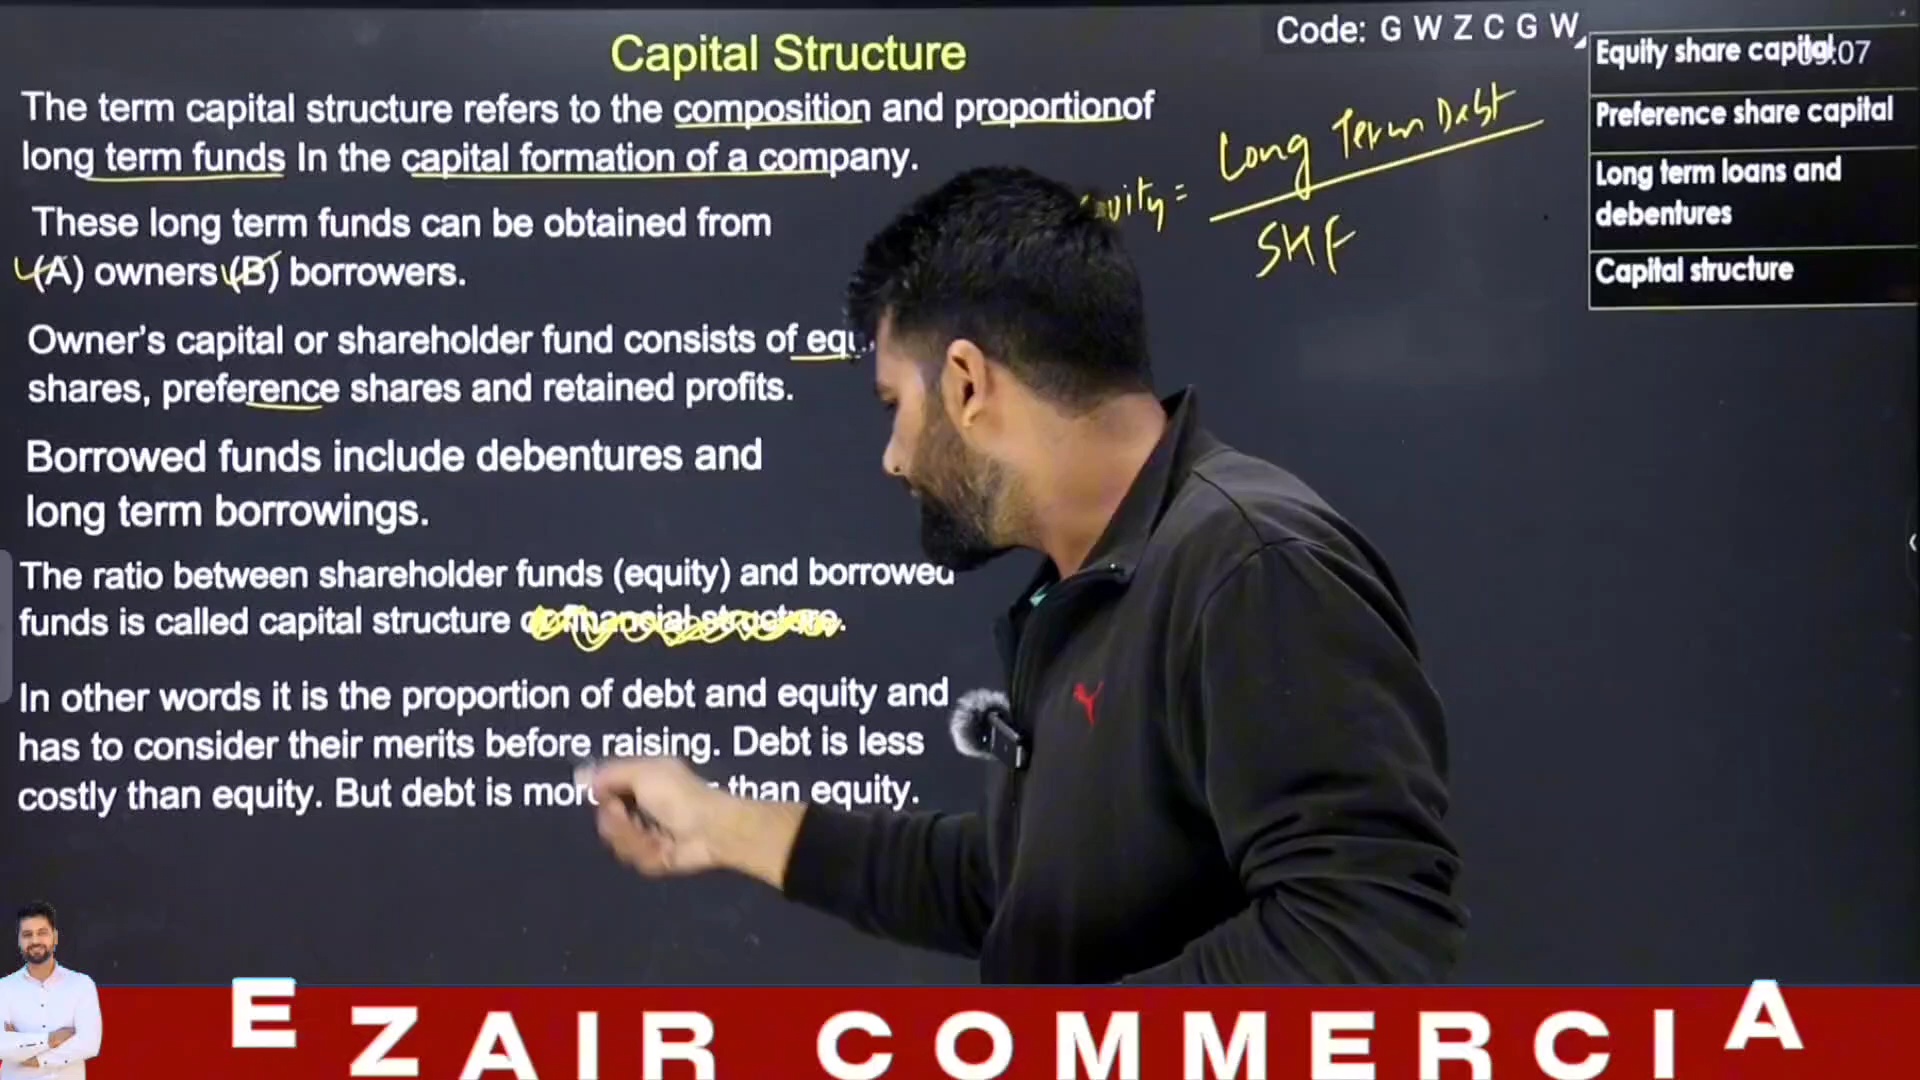 Capital Structure
Code: G W Z C G W
The term capital structure refers to the composition and proportionof
long term funds In the capital formation of a company.
These long term funds can be obtained from
(A) owners (B) borrowers.
Owner's capital or shareholder fund consists of
shares, preference shares and retained profits.
Borrowed funds include debentures and
long term borrowings.
The ratio between shareholder funds (equity) and borrowed
funds is called capital structure or financial structure.
In other words it is the proportion of debt and equity and
has to consider their merits before raising. Debt is less
costly than equity. But debt is than equity.
Long Term Debt
=
SHF
Equity share capital
:07
Preference share capital
Long term loans and
debentures
Capital structure
EZAIR COMMERCIA